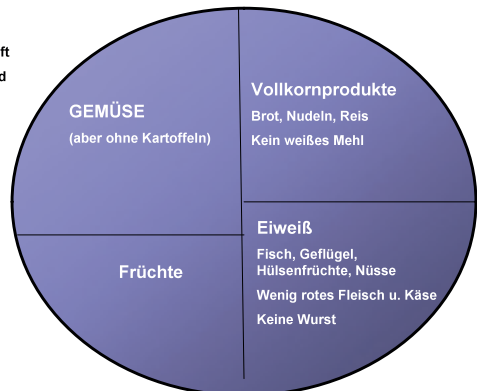 ft
d
GEMÜSE
(aber ohne Kartoffeln)
Vollkornprodukte
Brot, Nudeln, Reis
Kein weißes Mehl
Früchte
Eiweiß
Fisch, Geflügel,
Hülsenfrüchte, Nüsse
Wenig rotes Fleisch u. Käse
Keine Wurst